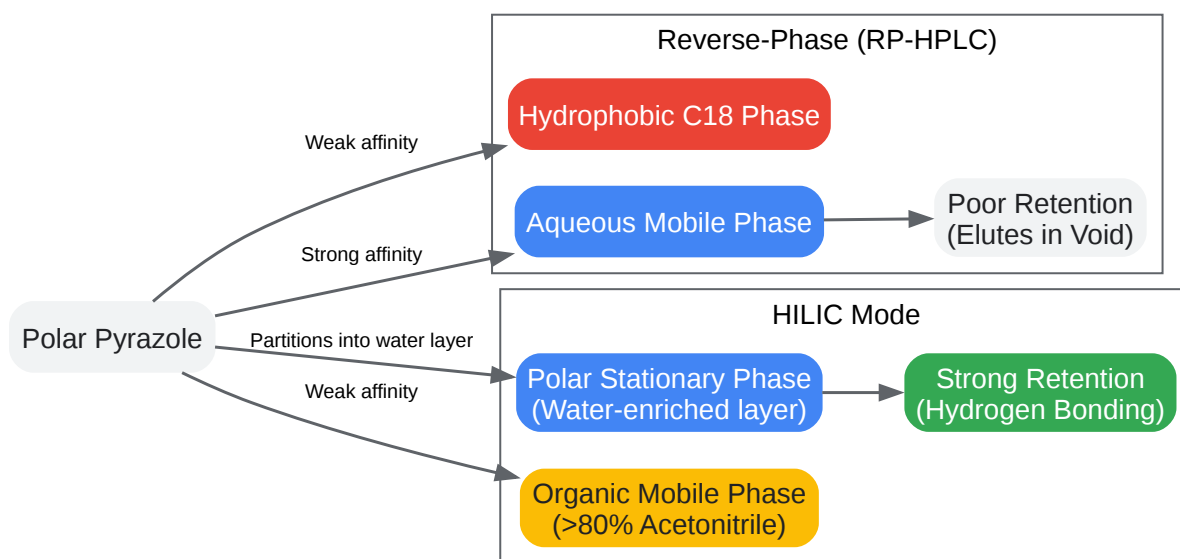 Reverse-Phase (RP-HPLC)
Hydrophobic C18 Phase
Weak affinity
Aqueous Mobile Phase
Poor Retention
(Elutes in Void)
Strong affinity
Polar Pyrazole
HILIC Mode
Partitions into water layer
Polar Stationary Phase
(Water-enriched layer)
Strong Retention
(Hydrogen Bonding)
Weak affinity
Organic Mobile Phase
(>80% Acetonitrile)